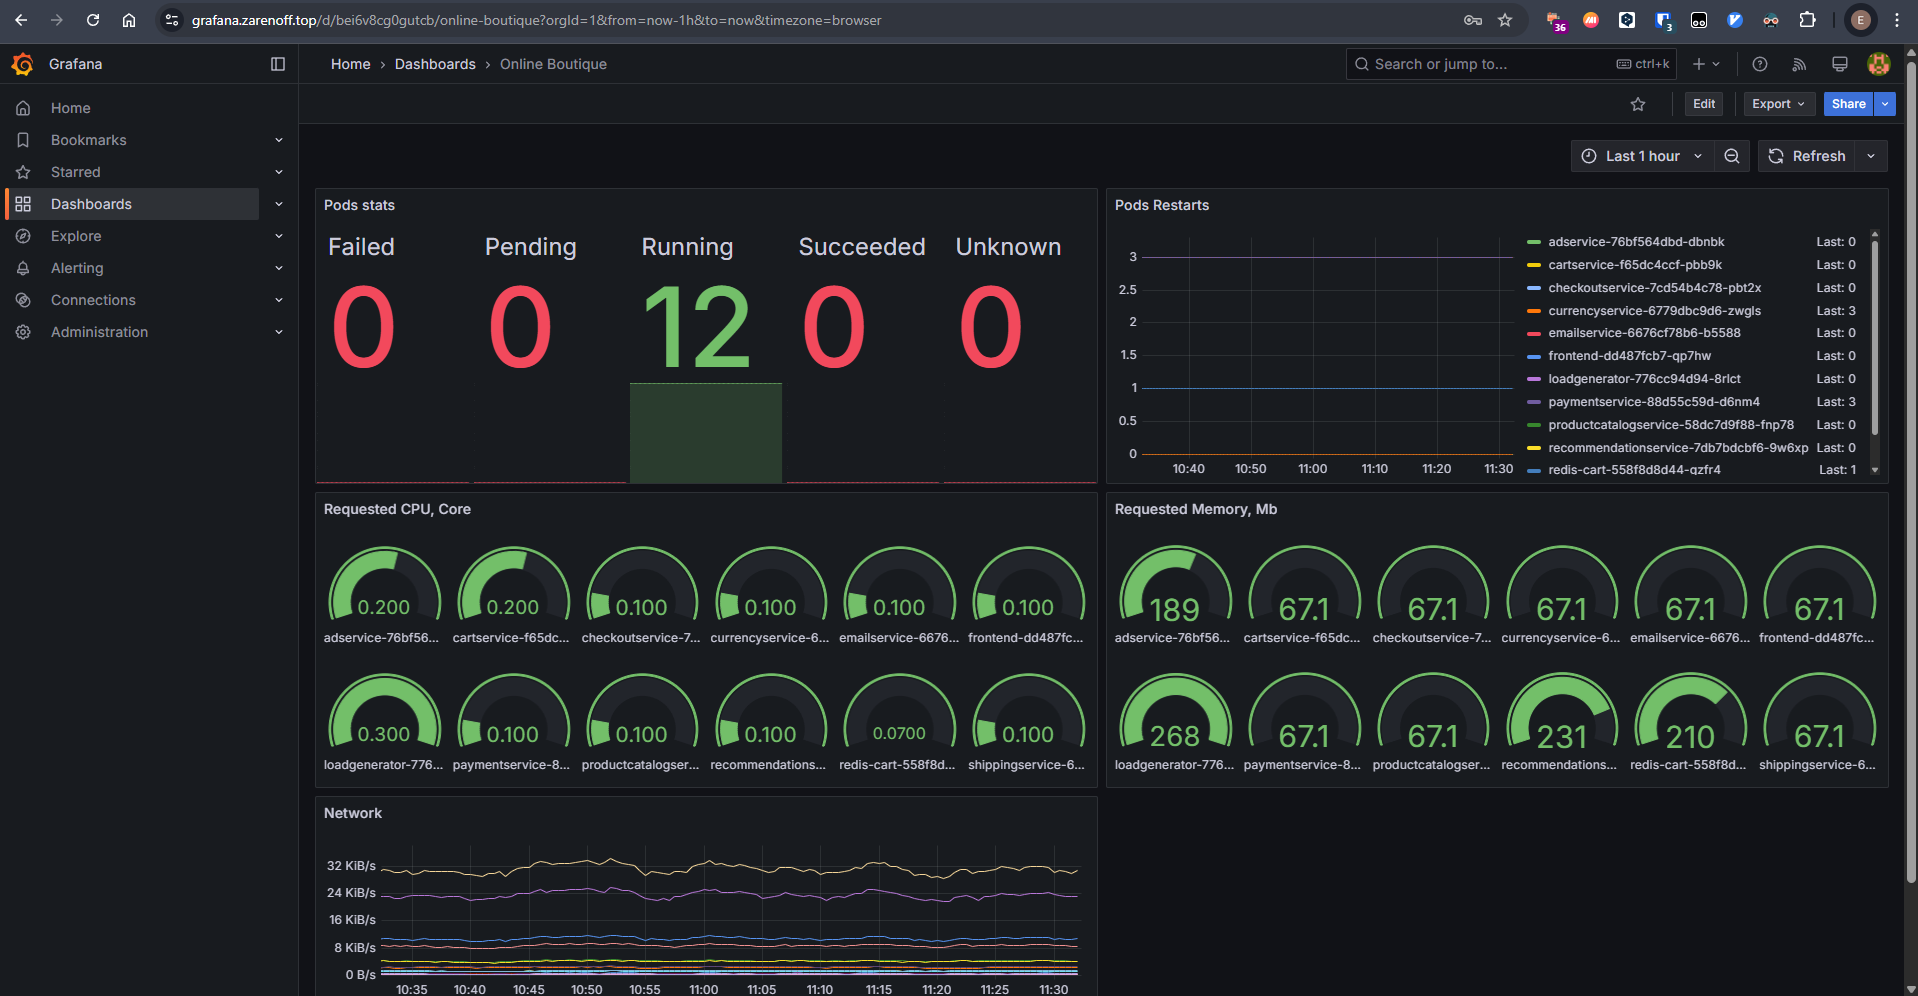 grafana.zarenoff.top/d/bei6v8cg0gutcb/online-boutique?orgId=1&from=now-1h&to=now&timezone=browser
36
3
E
Grafana
Home › Dashboards › Online Boutique
Search or jump to...
ctrl+k
Home
Bookmarks
Starred
Dashboards
Explore
Alerting
Connections
Administration
Edit
Export
Share
Last 1 hour
Refresh
Pods stats
Failed
0
Pending
0
Running
12
Succeeded
0
Unknown
0
Pods Restarts
3
2.5
2
1.5
1
0.5
0
10:40 10:50 11:00 11:10 11:20 11:30
adservice-76bf564dbd-dbnbk Last: 0
cartservice-f65dc4ccf-pbb9k Last: 0
checkoutservice-7cd54b4c78-pbt2x Last: 0
currencyservice-6779dbc9d6-zwgls Last: 3
emailservice-6676cf78b6-b5588 Last: 0
frontend-dd487fcb7-qp7hw Last: 0
loadgenerator-776cc94d94-8rlct Last: 0
paymentservice-88d55c59d-d6nm4 Last: 3
productcatalogservice-58dc7d9f88-fnp78 Last: 0
recommendationservice-7db7bdcbf6-9w6xp Last: 0
redis-cart-558f8d8d44-qzfr4 Last: 1
Requested CPU, Core
0.200 0.200 0.100 0.100 0.100 0.100
adservice-76bf56... cartservice-f65dc... checkoutservice-7... currencyservice-6... emailservice-6676... frontend-dd487fc...
0.300 0.100 0.100 0.100 0.0700 0.100
loadgenerator-776... paymentservice-8... productcatalogser... recommendations... redis-cart-558f8d... shippingservice-6...
Requested Memory, Mb
189 67.1 67.1 67.1 67.1 67.1
adservice-76bf56... cartservice-f65dc... checkoutservice-7... currencyservice-6... emailservice-6676... frontend-dd487fc...
268 67.1 67.1 231 210 67.1
loadgenerator-776... paymentservice-8... productcatalogser... recommendations... redis-cart-558f8d... shippingservice-6...
Network
32 KiB/s
24 KiB/s
16 KiB/s
8 KiB/s
0 B/s
10:35 10:40 10:45 10:50 10:55 11:00 11:05 11:10 11:15 11:20 11:25 11:30